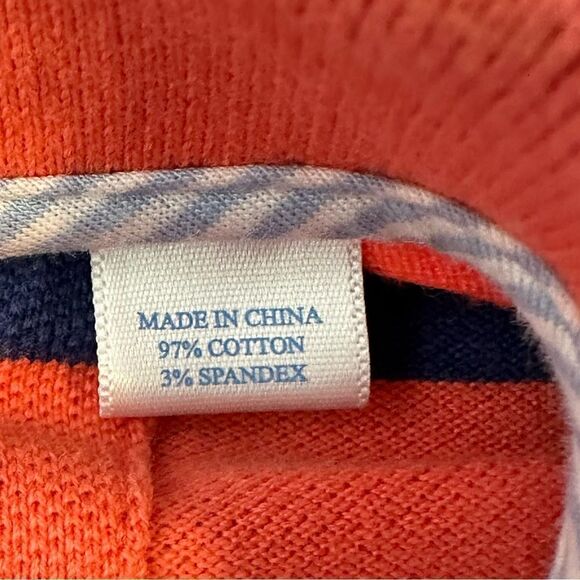 MADE IN CHINA
97% COTTON
3% SPANDEX